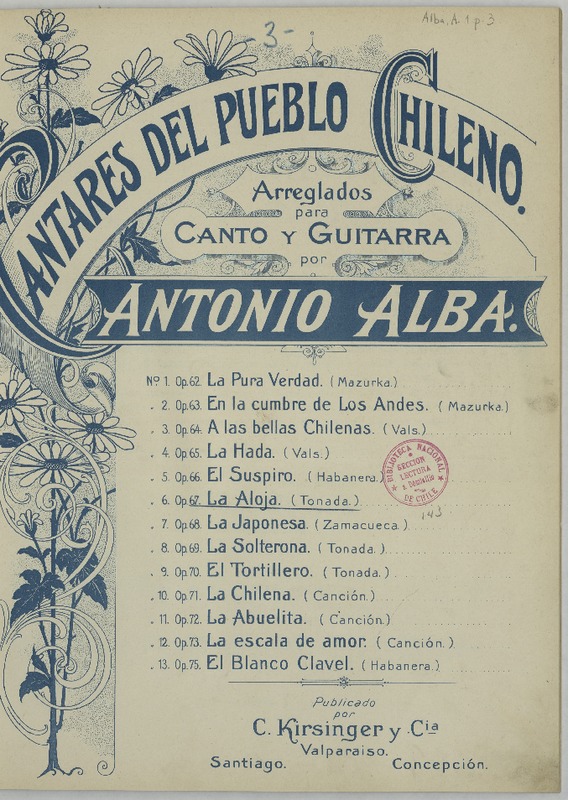 Alba, A. 1 p. 3
-3-
CANTARES DEL PUEBLO CHILENO.
Arreglados
para
CANTO Y GUITARRA
por
ANTONIO ALBA.
Nº 1. Op. 62. La Pura Verdad. (Mazurka.)
„ 2. Op. 63. En la cumbre de Los Andes. (Mazurka.)
„ 3. Op. 64. A las bellas Chilenas. (Vals.)
„ 4. Op. 65. La Hada. (Vals.)
„ 5. Op. 66. El Suspiro. (Habanera.)
„ 6. Op. 67. La Aloja. (Tonada.)
„ 7. Op. 68. La Japonesa. (Zamacueca.)
„ 8. Op. 69. La Solterona. (Tonada.)
„ 9. Op. 70. El Tortillero. (Tonada.)
„ 10. Op. 71. La Chilena. (Canción.)
„ 11. Op. 72. La Abuelita. (Canción.)
„ 12. Op. 73. La escala de amor. (Canción.)
„ 13. Op. 75. El Blanco Clavel. (Habanera.)
BIBLIOTECA NACIONAL
SECCION
LECTURA
a Domicilio
DE CHILE
143
Publicado
por
C. Kirsinger y Cia
Valparaiso.
Santiago. Concepción.